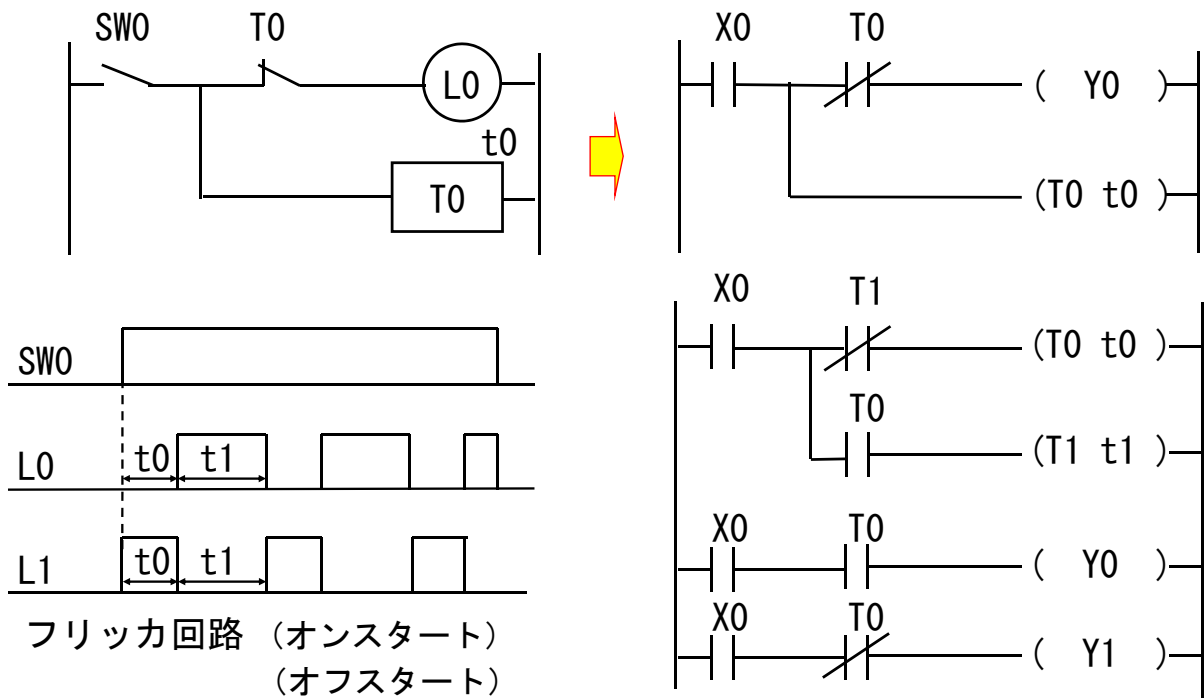 SW0 T0
L0
t0
T0
X0 T0
( Y0 )
(T0 t0 )
SW0
L0 t0 t1
L1 t0 t1
フリッカ回路 (オンスタート)
(オフスタート)
X0 T1
(T0 t0 )
T0
(T1 t1 )
X0 T0
( Y0 )
X0 T0
( Y1 )